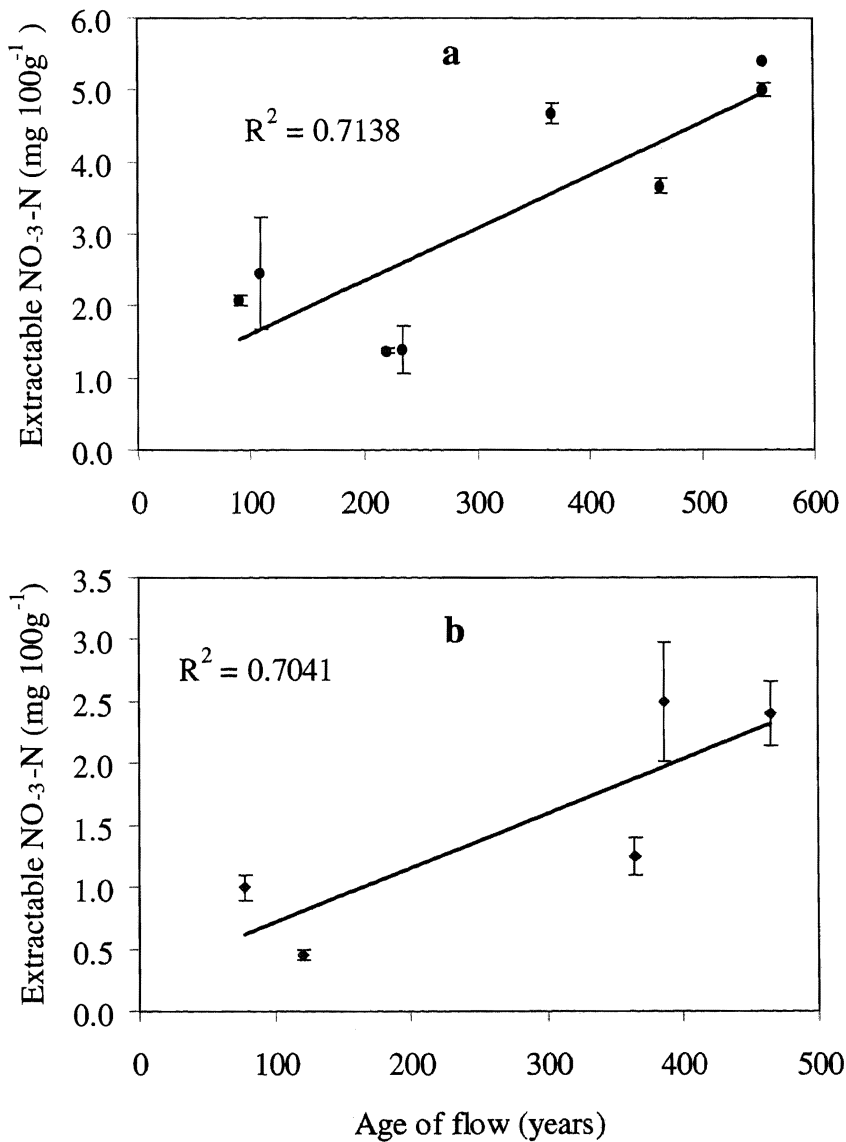 6.0
a
5.0
R² = 0.7138
4.0
3.0
2.0
1.0
0.0
Extractable NO-3-N (mg 100g⁻¹)
0 100 200 300 400 500 600
3.5
b
3.0
R² = 0.7041
2.5
2.0
1.5
1.0
0.5
0.0
Extractable NO-3-N (mg 100g⁻¹)
0 100 200 300 400 500
Age of flow (years)